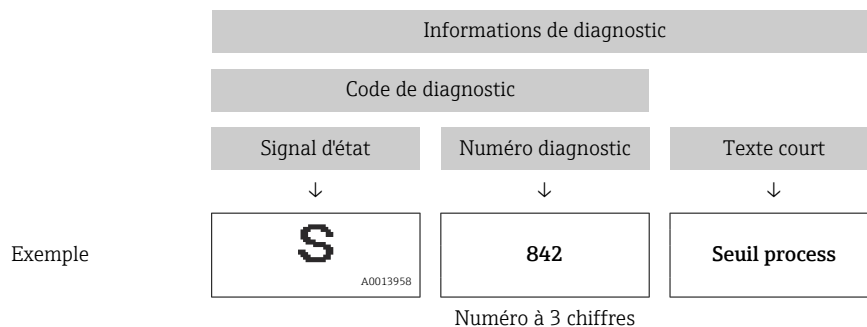 Informations de diagnostic
Code de diagnostic
Signal d'état Numéro diagnostic Texte court
↓ ↓ ↓
Exemple S 842 Seuil process
A0013958
Numéro à 3 chiffres